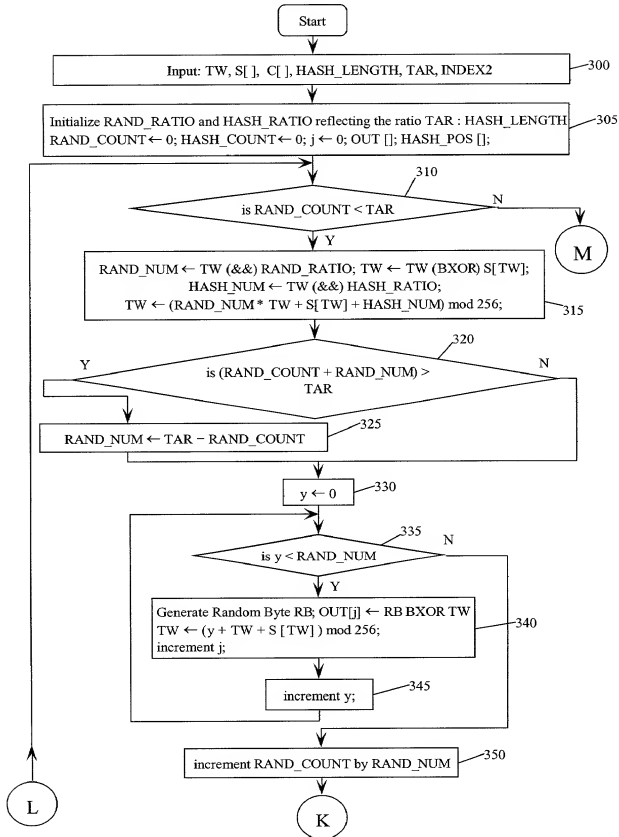 Start
Input: TW, S[ ], C[ ], HASH_LENGTH, TAR, INDEX2
300
Initialize RAND_RATIO and HASH_RATIO reflecting the ratio TAR : HASH_LENGTH
RAND_COUNT ← 0; HASH_COUNT ← 0; j ← 0; OUT []; HASH_POS [];
305
310
is RAND_COUNT < TAR
N
M
Y
RAND_NUM ← TW (&&) RAND_RATIO; TW ← TW (BXOR) S[TW];
HASH_NUM ← TW (&&) HASH_RATIO;
TW ← (RAND_NUM * TW + S[TW] + HASH_NUM) mod 256;
315
320
Y
N
is (RAND_COUNT + RAND_NUM) >
TAR
325
RAND_NUM ← TAR − RAND_COUNT
y ← 0
330
335
is y < RAND_NUM
N
Y
Generate Random Byte RB; OUT[j] ← RB BXOR TW
TW ← (y + TW + S [TW] ) mod 256;
increment j;
340
increment y;
345
increment RAND_COUNT by RAND_NUM
350
L
K